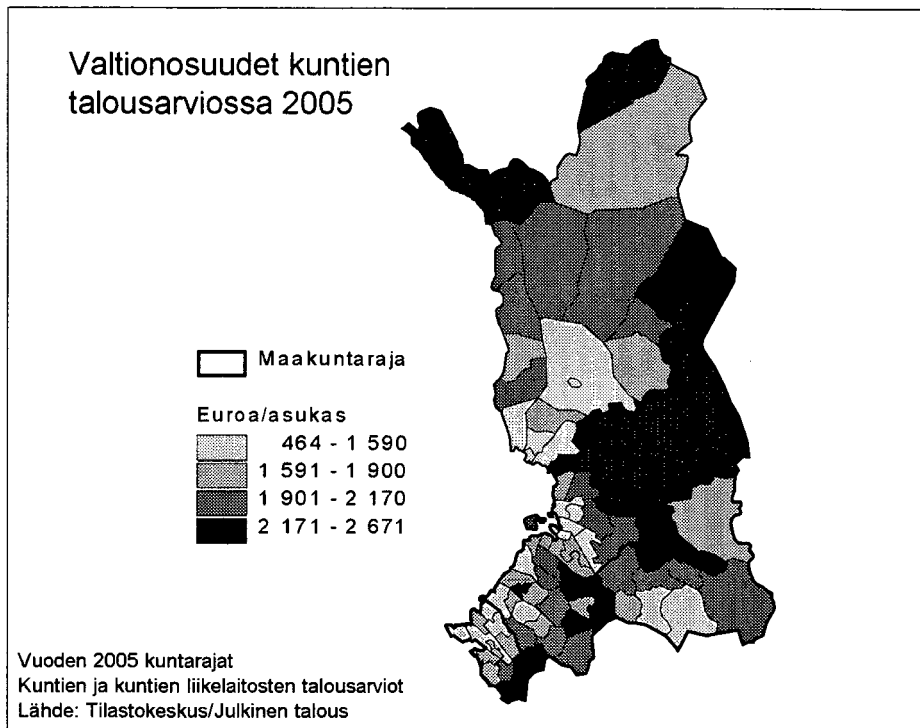 Valtionosuudet kuntien
talousarviossa 2005
Maakuntaraja
Euroa/asukas
464 - 1 590
1 591 - 1 900
1 901 - 2 170
2 171 - 2 671
Vuoden 2005 kuntarajat
Kuntien ja kuntien liikelaitosten talousarviot
Lähde: Tilastokeskus/Julkinen talous